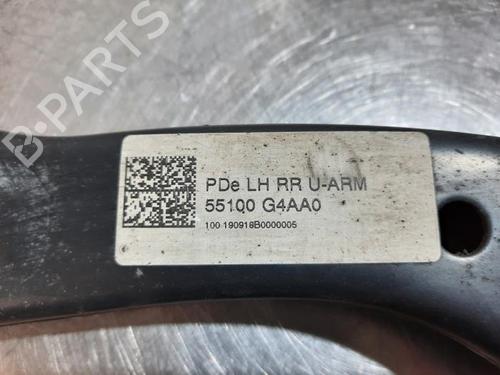 PDe LH RR U-ARM
55100 G4AA0
100 190918B0000005
B-PARTS